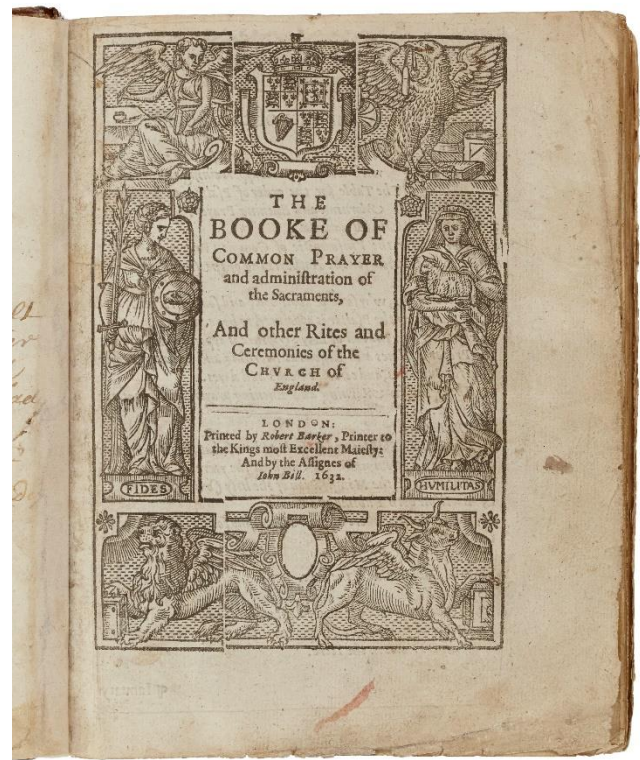 THE
BOOKE OF
COMMON PRAYER
and adminiſtration of
the Sacraments,
And other Rites and
Ceremonies of the
CHVRCH of
England.
LONDON:
Printed by Robert Barker, Printer to
the Kings moſt Excellent Maieſty:
And by the Aſſignes of
Iohn Bill. 1632.
FIDES
HVMILITAS